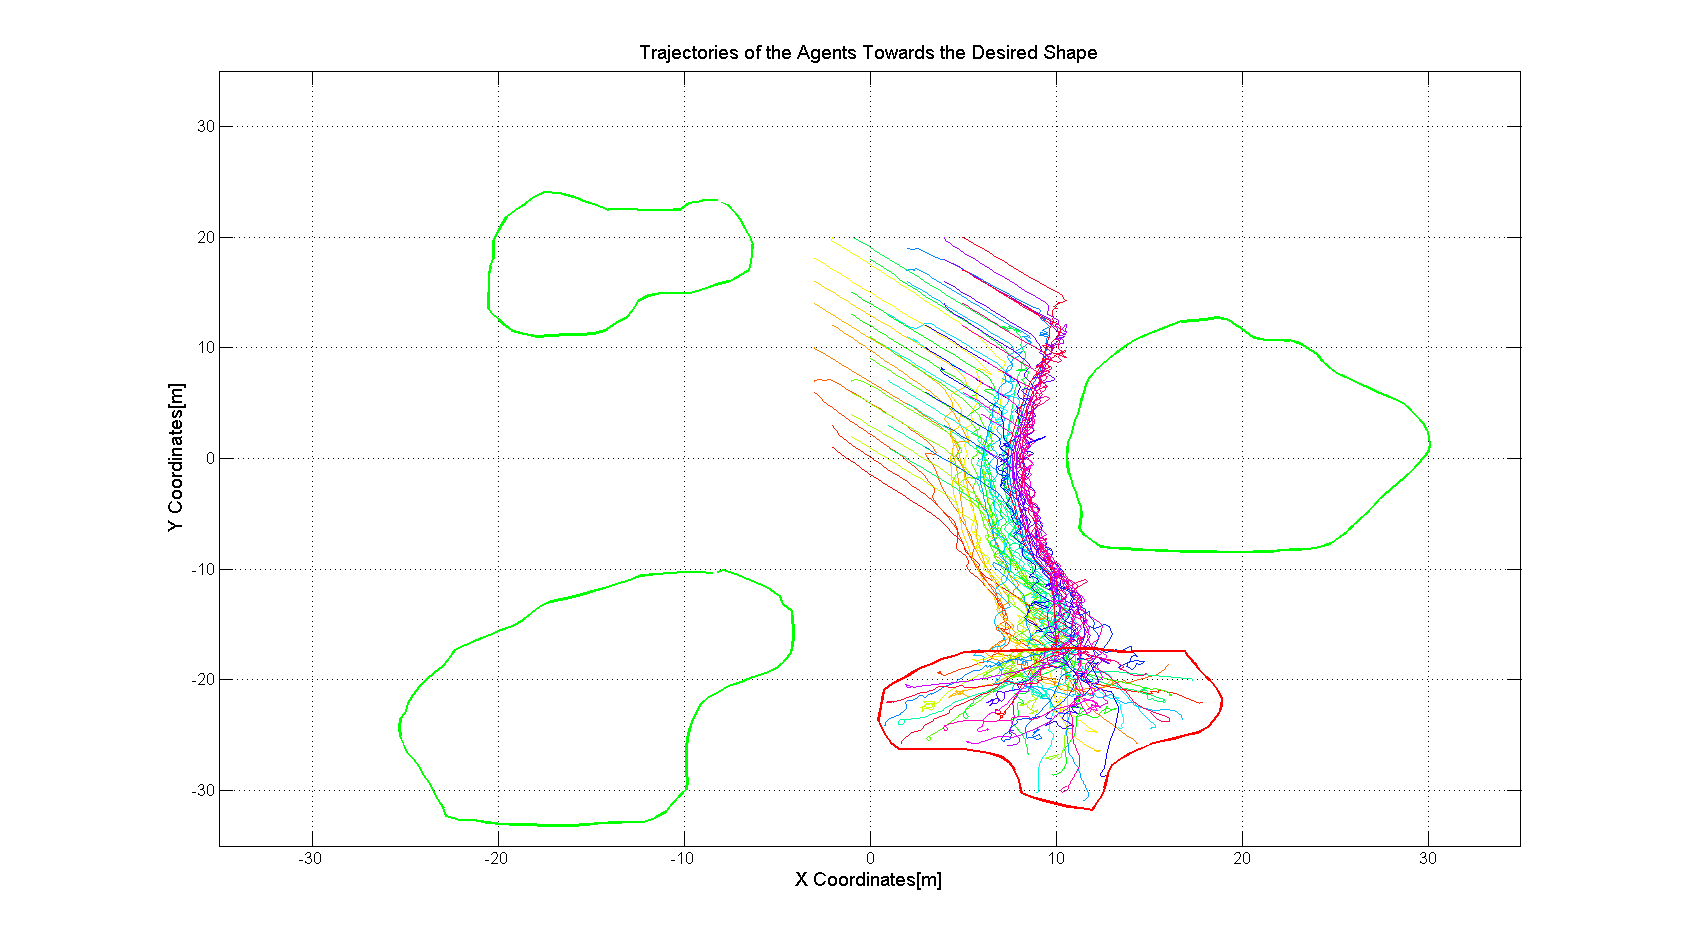 Trajectories of the Agents Towards the Desired Shape
30
20
10
0
-10
-20
-30
Y Coordinates[m]
-30 -20 -10 0 10 20 30
X Coordinates[m]